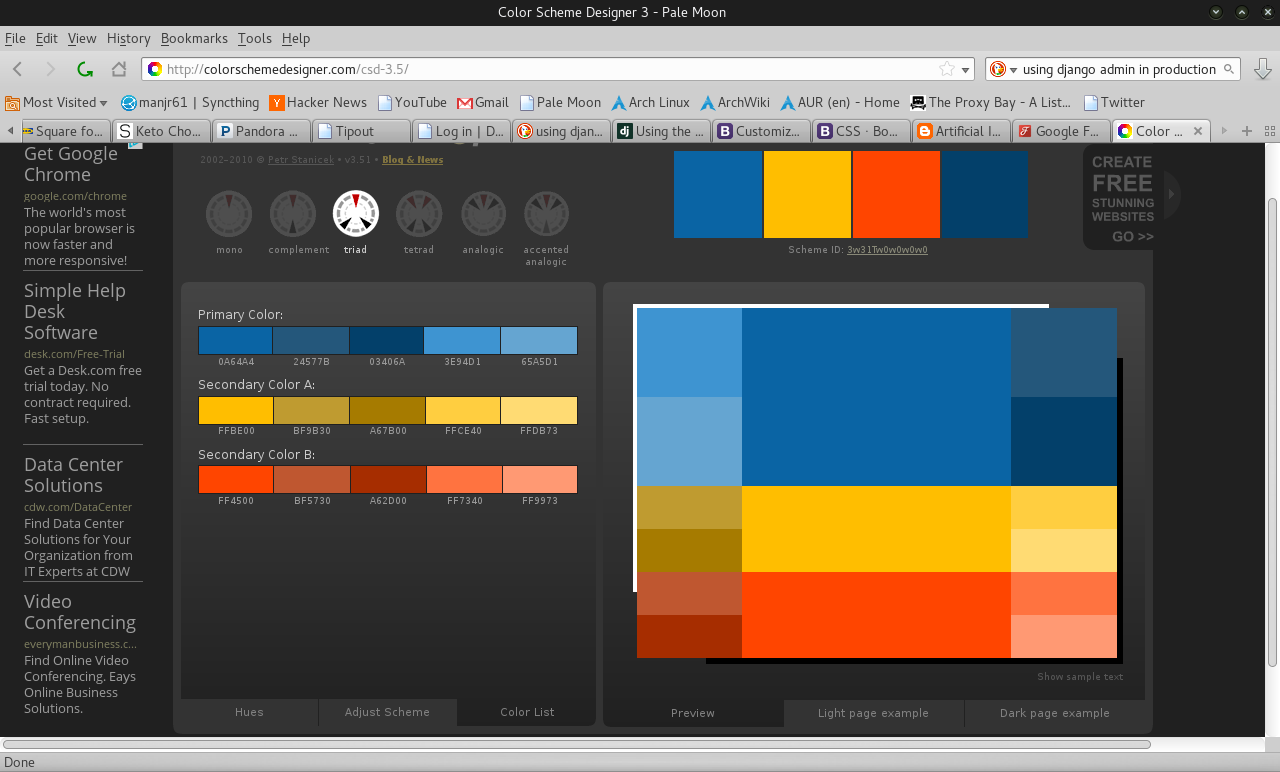 Color Scheme Designer 3 - Pale Moon
File Edit View History Bookmarks Tools Help
http://colorschemedesigner.com/csd-3.5/
using django admin in production
Most Visited
manjr61 | Syncthing
Hacker News
YouTube
Gmail
Pale Moon
Arch Linux
ArchWiki
AUR (en) - Home
The Proxy Bay - A List...
Twitter
Square fo...
Keto Cho...
Pandora ...
Tipout
Log in | D...
using djan...
Using the ...
Customiz...
CSS · Bo...
Artificial I...
Google F...
Color ...
Get Google
Chrome
google.com/chrome
The world's most
popular browser is
now faster and
more responsive!
Simple Help
Desk
Software
desk.com/Free-Trial
Get a Desk.com free
trial today. No
contract required.
Fast setup.
Data Center
Solutions
cdw.com/DataCenter
Find Data Center
Solutions for Your
Organization from
IT Experts at CDW
Video
Conferencing
everymanbusiness.c...
Find Online Video
Conferencing. Eays
Online Business
Solutions.
2002-2010 © Petr Stanicek • v3.51 • Blog & News
mono
complement
triad
tetrad
analogic
accented
analogic
Scheme ID: 3w31Tw0w0w0w0
CREATE
FREE
STUNNING
WEBSITES
GO >>
Primary Color:
0A64A4 24577B 03406A 3E94D1 65A5D1
Secondary Color A:
FFBE00 BF9B30 A67B00 FFCE40 FFDB73
Secondary Color B:
FF4500 BF5730 A62D00 FF7340 FF9973
Hues
Adjust Scheme
Color List
Show sample text
Preview
Light page example
Dark page example
Done